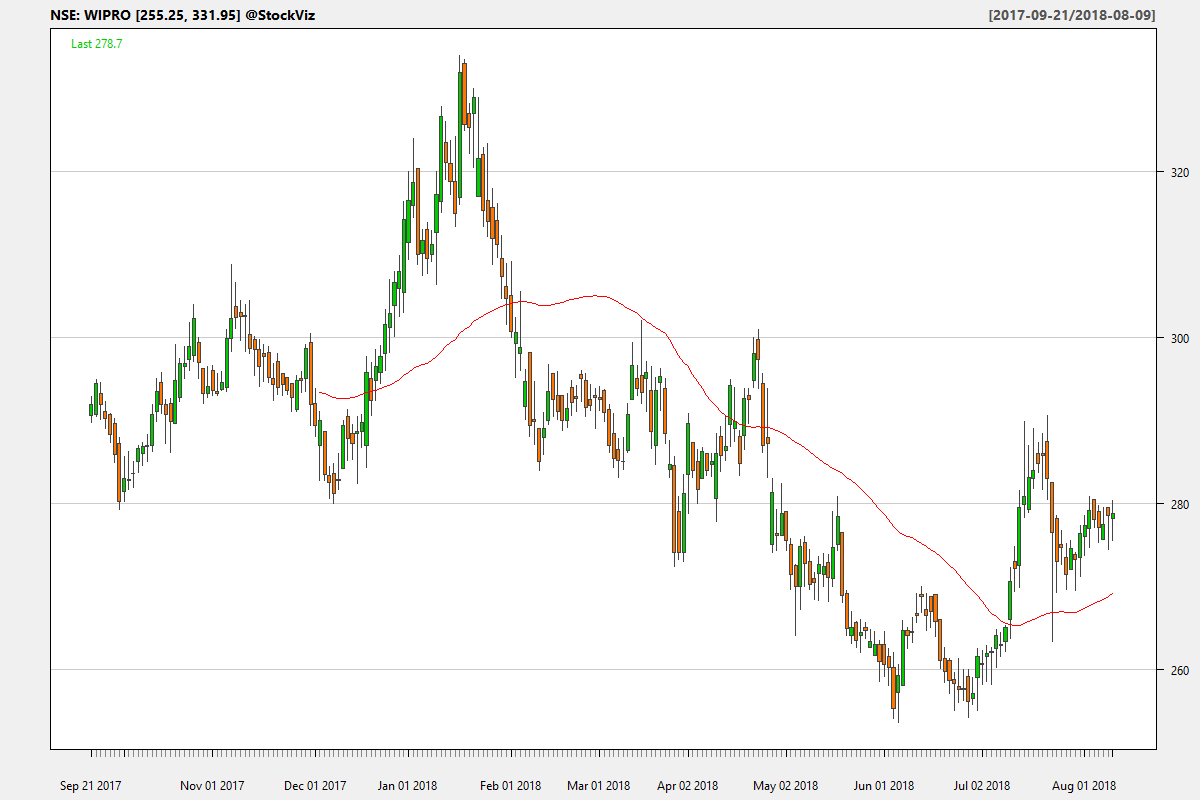 NSE: WIPRO [255.25, 331.95] @StockViz
[2017-09-21/2018-08-09]
Last 278.7
320
300
280
260
Sep 21 2017
Nov 01 2017
Dec 01 2017
Jan 01 2018
Feb 01 2018
Mar 01 2018
Apr 02 2018
May 02 2018
Jun 01 2018
Jul 02 2018
Aug 01 2018